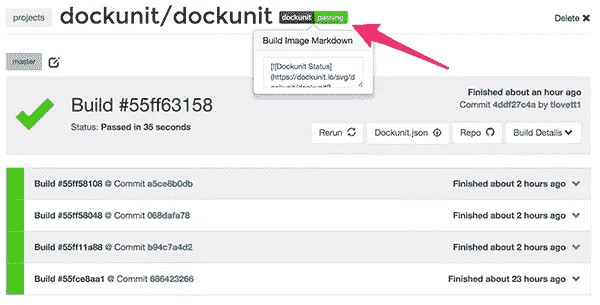 projects dockunit/dockunit dockunit passing Delete ✖
Build Image Markdown
[![Dockunit Status]
(https://dockunit.io/svg/do
master
Build #55ff63158
Status: Passed in 35 seconds
Finished about an hour ago
Commit 4ddf27c4a by tlovett1
Rerun Dockunit.json Repo Build Details
Build #55ff58108 @ Commit a5ce8b0db Finished about 2 hours ago
Build #55ff58048 @ Commit 068dafa78 Finished about 2 hours ago
Build #55ff11a88 @ Commit b94c7a4d2 Finished about 2 hours ago
Build #55fce8aa1 @ Commit 686423266 Finished about 23 hours ago